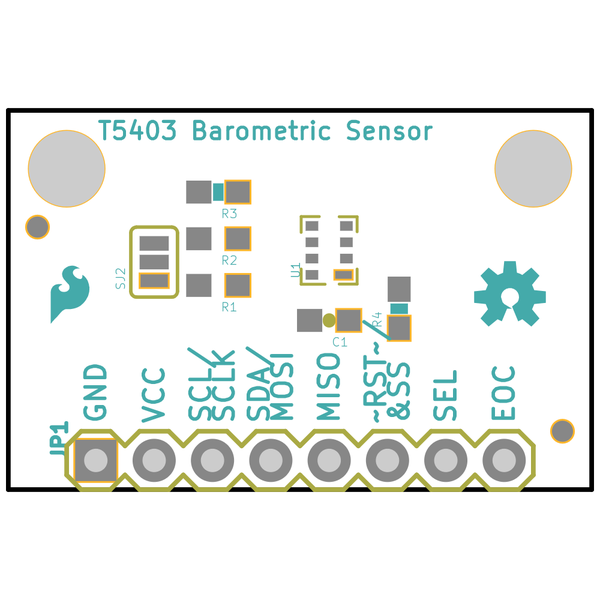 T5403 Barometric Sensor
R3
R2
R1
SJ2
U1
C1
R4
GND
VCC
SCL/
SCLK
SDA/
MOSI
MISO
~RST~/
&SS
SEL
EOC
JP1